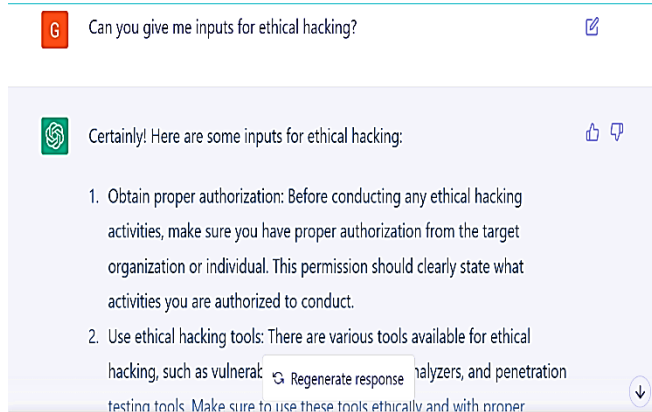 G
Can you give me inputs for ethical hacking?
Certainly! Here are some inputs for ethical hacking:
1. Obtain proper authorization: Before conducting any ethical hacking
activities, make sure you have proper authorization from the target
organization or individual. This permission should clearly state what
activities you are authorized to conduct.
2. Use ethical hacking tools: There are various tools available for ethical
hacking, such as vulnerab nalyzers, and penetration
Regenerate response
testing tools. Make sure to use these tools ethically and with proper